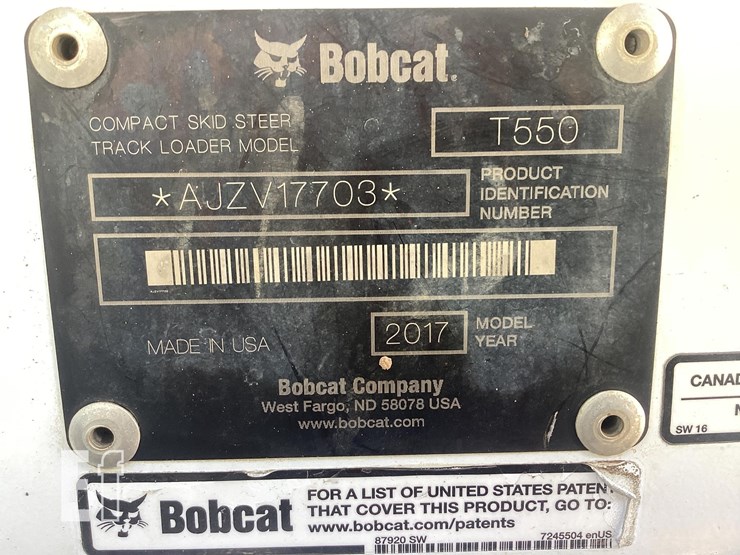 Bobcat
COMPACT SKID STEER
TRACK LOADER MODEL
T550
*AJZV17703*
PRODUCT
IDENTIFICATION
NUMBER
MADE IN USA
2017
MODEL
YEAR
Bobcat Company
West Fargo, ND 58078 USA
www.bobcat.com
CANAD
SW 16
Bobcat
FOR A LIST OF UNITED STATES PATEN
THAT COVER THIS PRODUCT, GO TO:
www.bobcat.com/patents
87920 SW
7245504 enUS